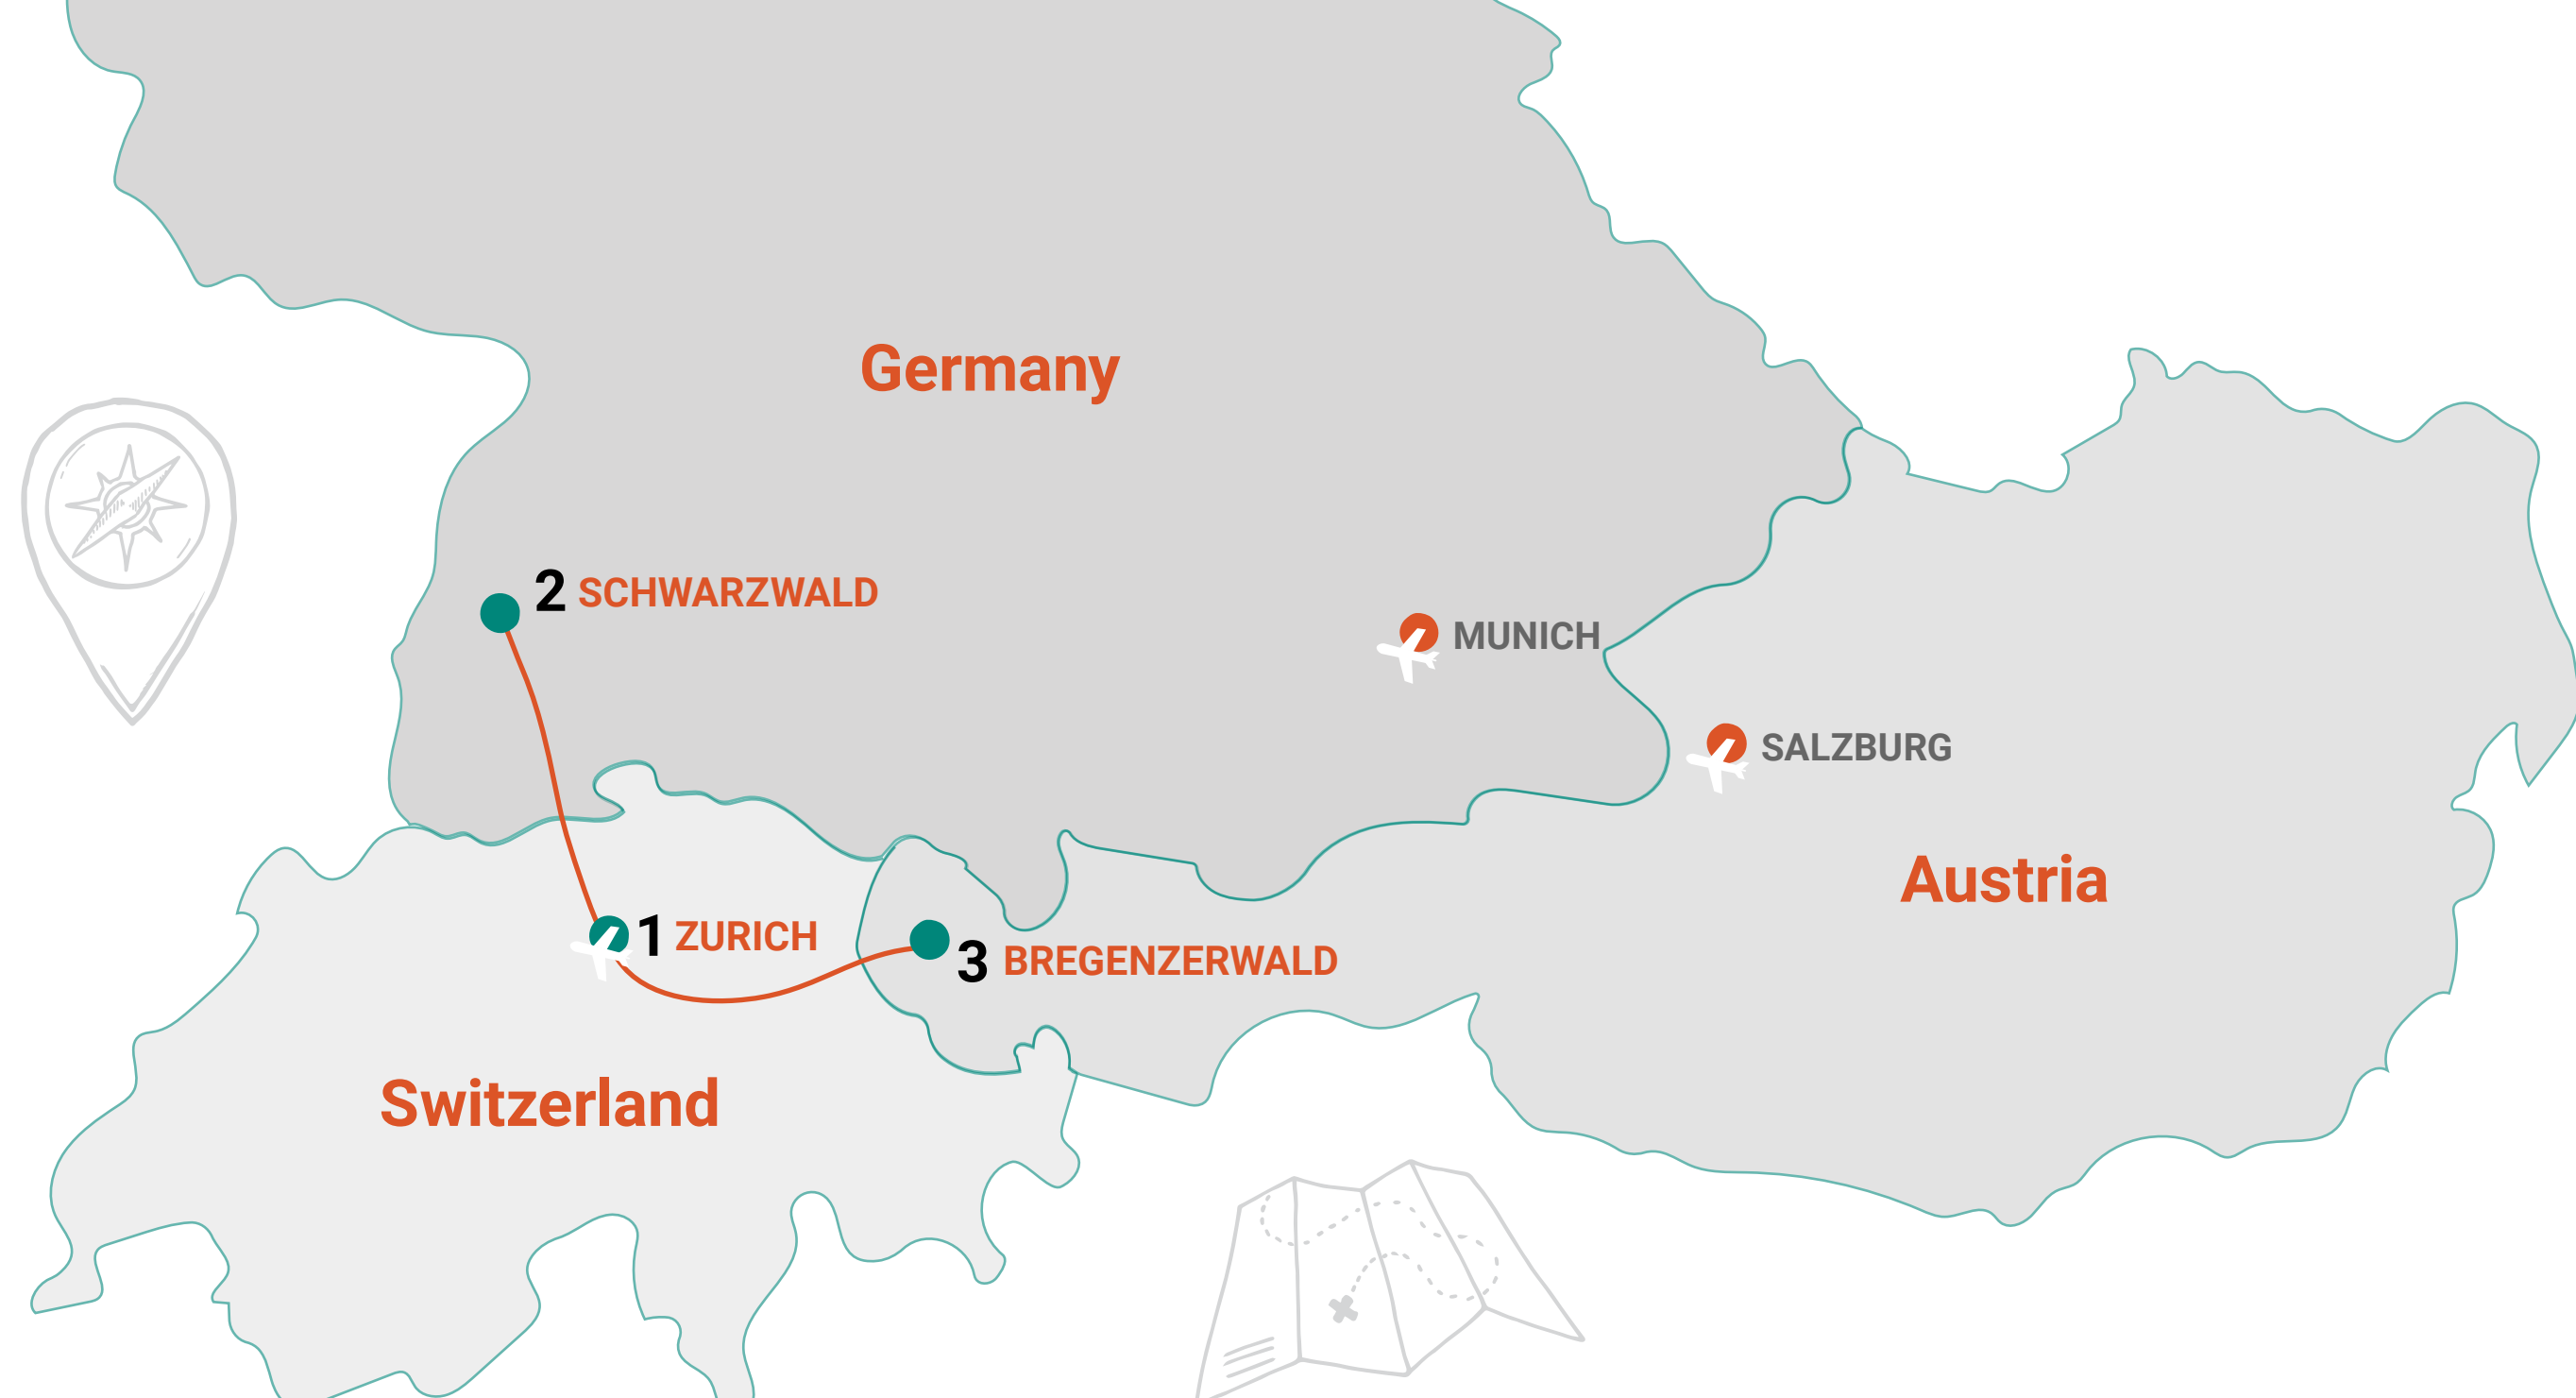 Germany
2 SCHWARZWALD
MUNICH
SALZBURG
Austria
1 ZURICH
3 BREGENZERWALD
Switzerland